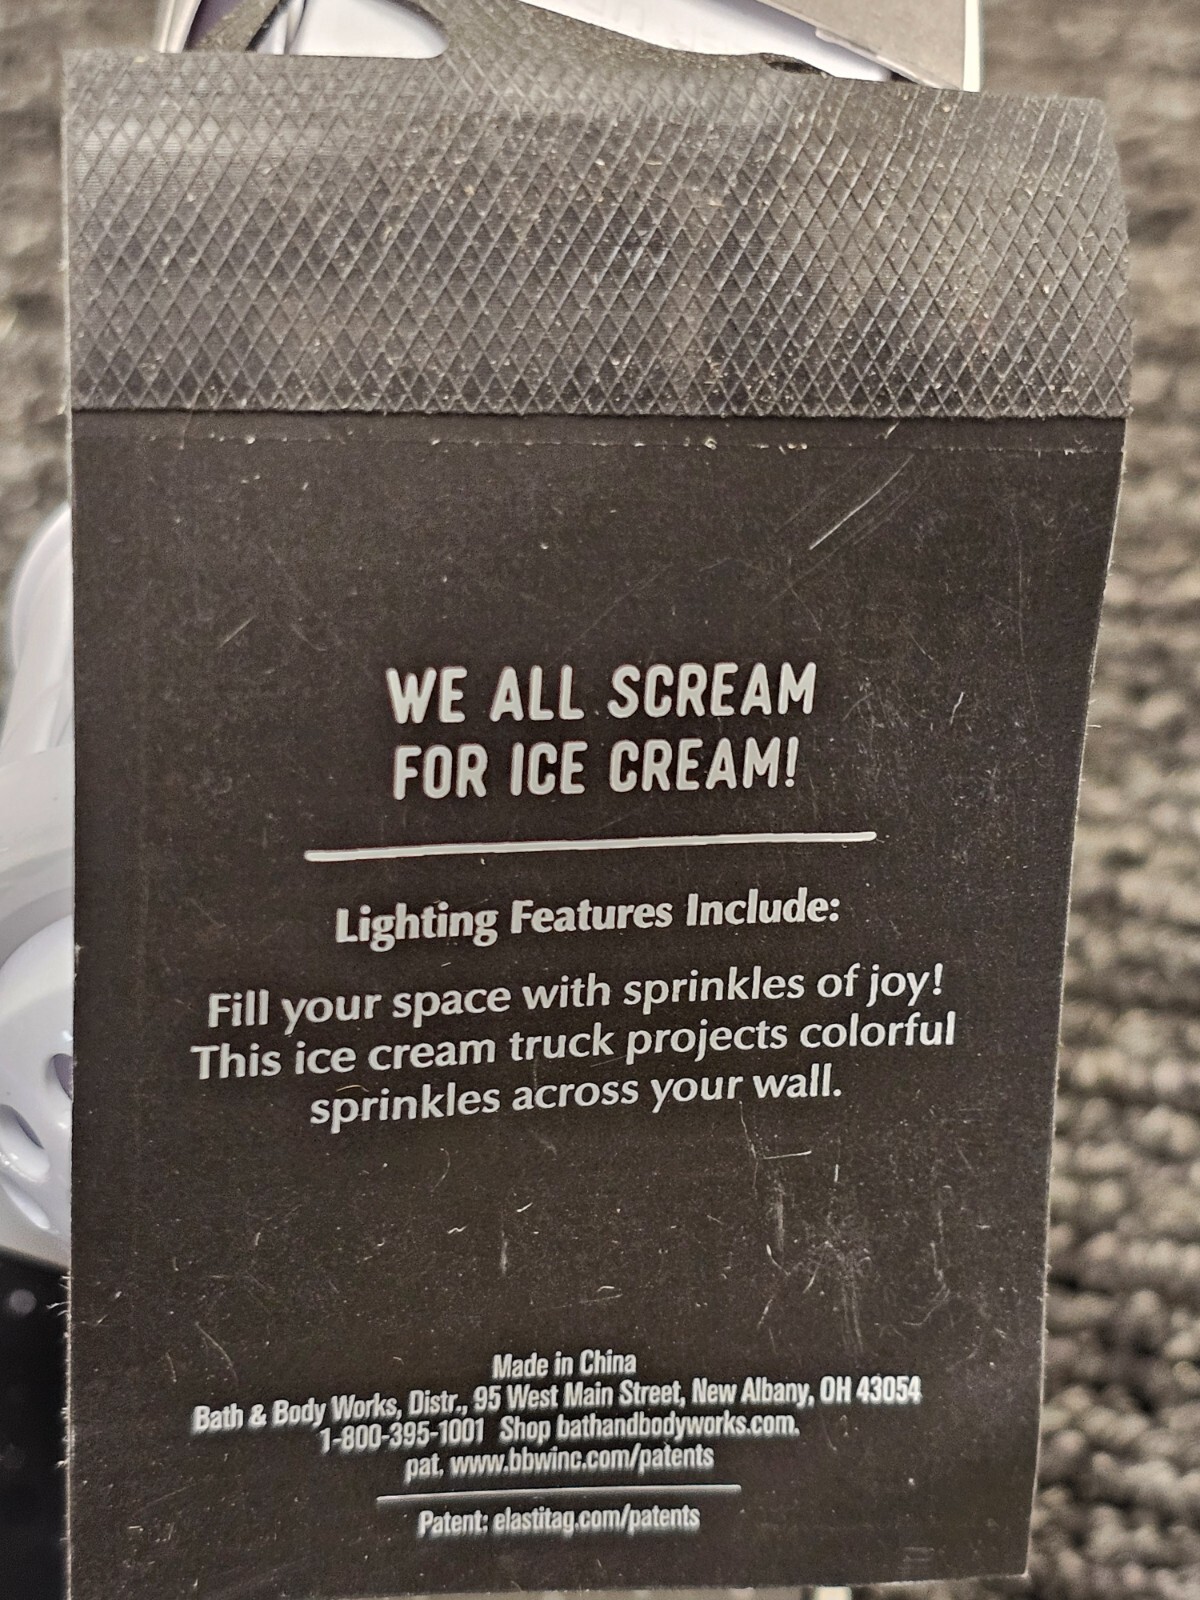 WE ALL SCREAM
FOR ICE CREAM!
Lighting Features Include:
Fill your space with sprinkles of joy!
This ice cream truck projects colorful
sprinkles across your wall.
Made in China
Bath & Body Works, Distr., 95 West Main Street, New Albany, OH 43054
1-800-395-1001 Shop bathandbodyworks.com.
pat. www.bbwinc.com/patents
Patent: elastitag.com/patents